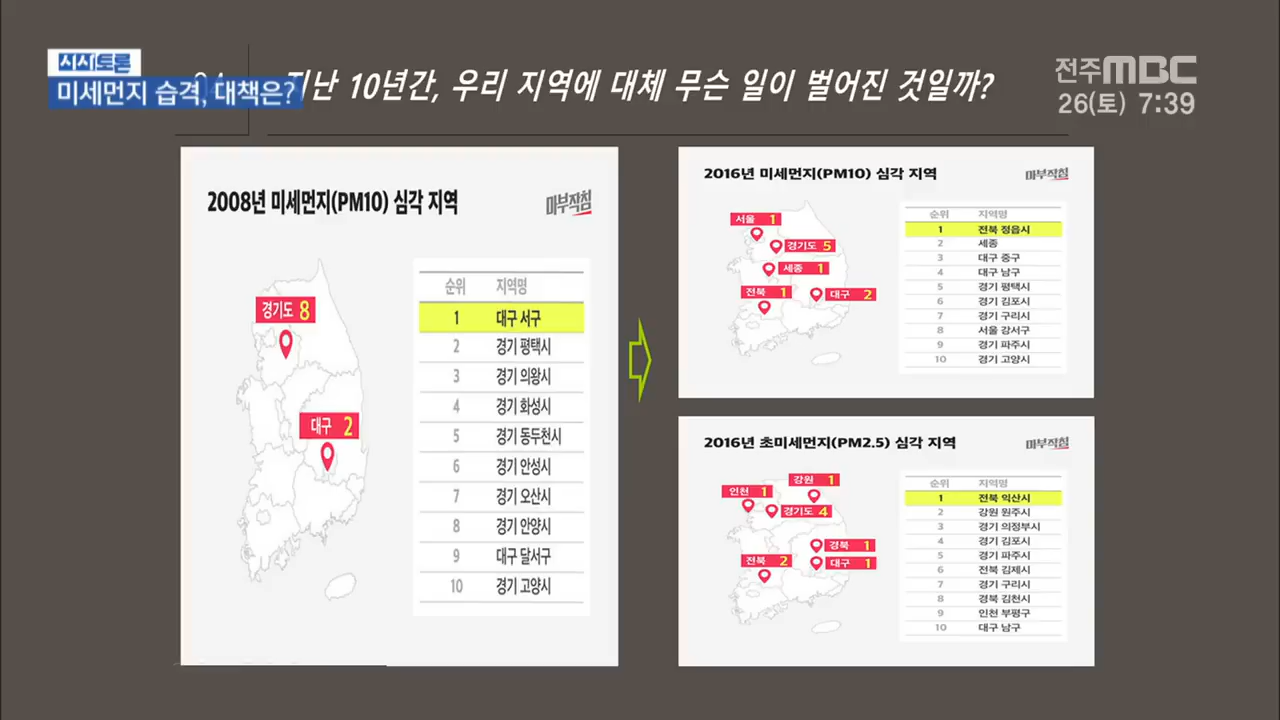 시사토론
미세먼지 습격, 대책은?
지난 10년간, 우리 지역에 대체 무슨 일이 벌어진 것일까?
전주MBC
26(토) 7:39
2008년 미세먼지(PM10) 심각 지역
마부작침
경기도 8
대구 2
순위 지역명
1 대구 서구
2 경기 평택시
3 경기 의왕시
4 경기 화성시
5 경기 동두천시
6 경기 안성시
7 경기 오산시
8 경기 안양시
9 대구 달서구
10 경기 고양시
2016년 미세먼지(PM10) 심각 지역
마부작침
서울 1
경기도 5
세종 1
전북 1
대구 2
순위 지역명
1 전북 정읍시
2 세종
3 대구 중구
4 대구 남구
5 경기 평택시
6 경기 김포시
7 경기 구리시
8 서울 강서구
9 경기 파주시
10 경기 고양시
2016년 초미세먼지(PM2.5) 심각 지역
마부작침
강원 1
인천 1
경기도 4
경북 1
전북 2
대구 1
순위 지역명
1 전북 익산시
2 강원 원주시
3 경기 의정부시
4 경기 김포시
5 경기 파주시
6 전북 김제시
7 경기 구리시
8 경북 김천시
9 인천 부평구
10 대구 남구